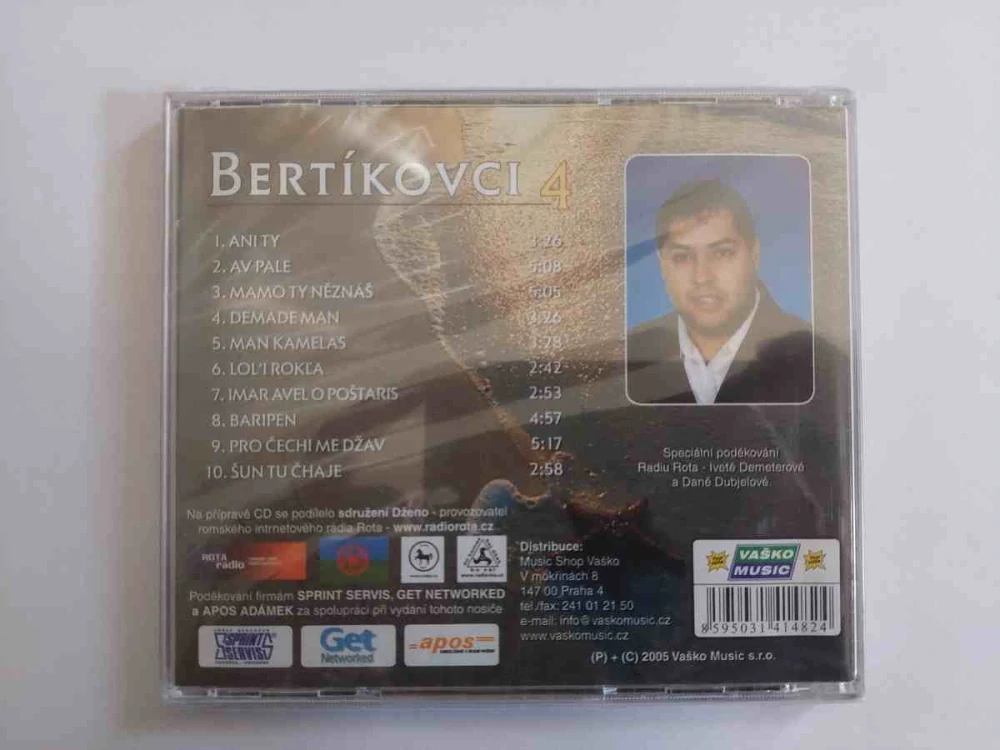 BERTÍKOVCI 4
1. ANI TY 3:26
2. AV PALE 5:08
3. MAMO TY NĚZNÁŠ 5:05
4. DEMADE MAN 3:26
5. MAN KAMELAS 3:28
6. LOL'I ROKĽA 2:42
7. IMAR AVEL O POŠTARIS 2:53
8. BARIPEN 4:57
9. PRO ČECHI ME DŽAV 5:17
10. ŠUN TU ČHAJE 2:58
Speciální poděkování
Radiu Rota - Ivetě Demeterové
a Daně Dubjelové
Na přípravě CD se podílelo sdružení Dženo - provozovatel
romského intrnetového radia Rota - www.radiorota.cz
ROTA
rádio
Poděkování firmám SPRINT SERVIS, GET NETWORKED
a APOS ADÁMEK za spolupráci při vydání tohoto nosiče
SPRINT
SERVIS
Get
Networked
apos
Distribuce:
Music Shop Vaško
V mokřinách 8
147 00 Praha 4
tel./fax: 241 01 21 50
e-mail: info@vaskomusic.cz
www.vaskomusic.cz
VAŠKO
MUSIC
8 595031 414824
(P) + (C) 2005 Vaško Music s.r.o.